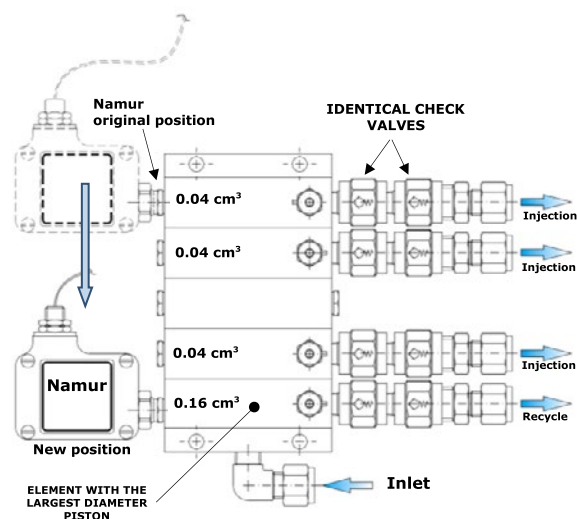 Namur
original position
IDENTICAL CHECK
VALVES
0.04 cm³
Injection
0.04 cm³
Injection
0.04 cm³
Injection
Namur
0.16 cm³
Recycle
New position
Inlet
ELEMENT WITH THE
LARGEST DIAMETER
PISTON